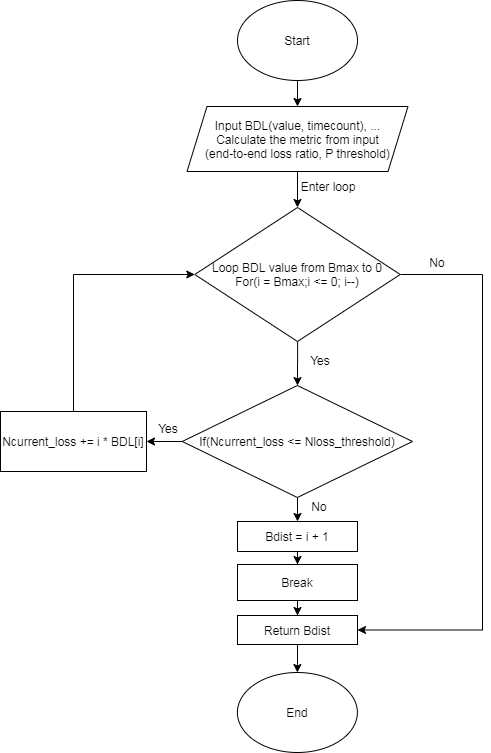 Start
Input BDL(value, timecount), ...
Calculate the metric from input
(end-to-end loss ratio, P threshold)
Enter loop
Loop BDL value from Bmax to 0
For(i = Bmax;i <= 0; i--)
No
Yes
If(Ncurrent_loss <= Nloss_threshold)
Yes
Ncurrent_loss += i * BDL[i]
No
Bdist = i + 1
Break
Return Bdist
End